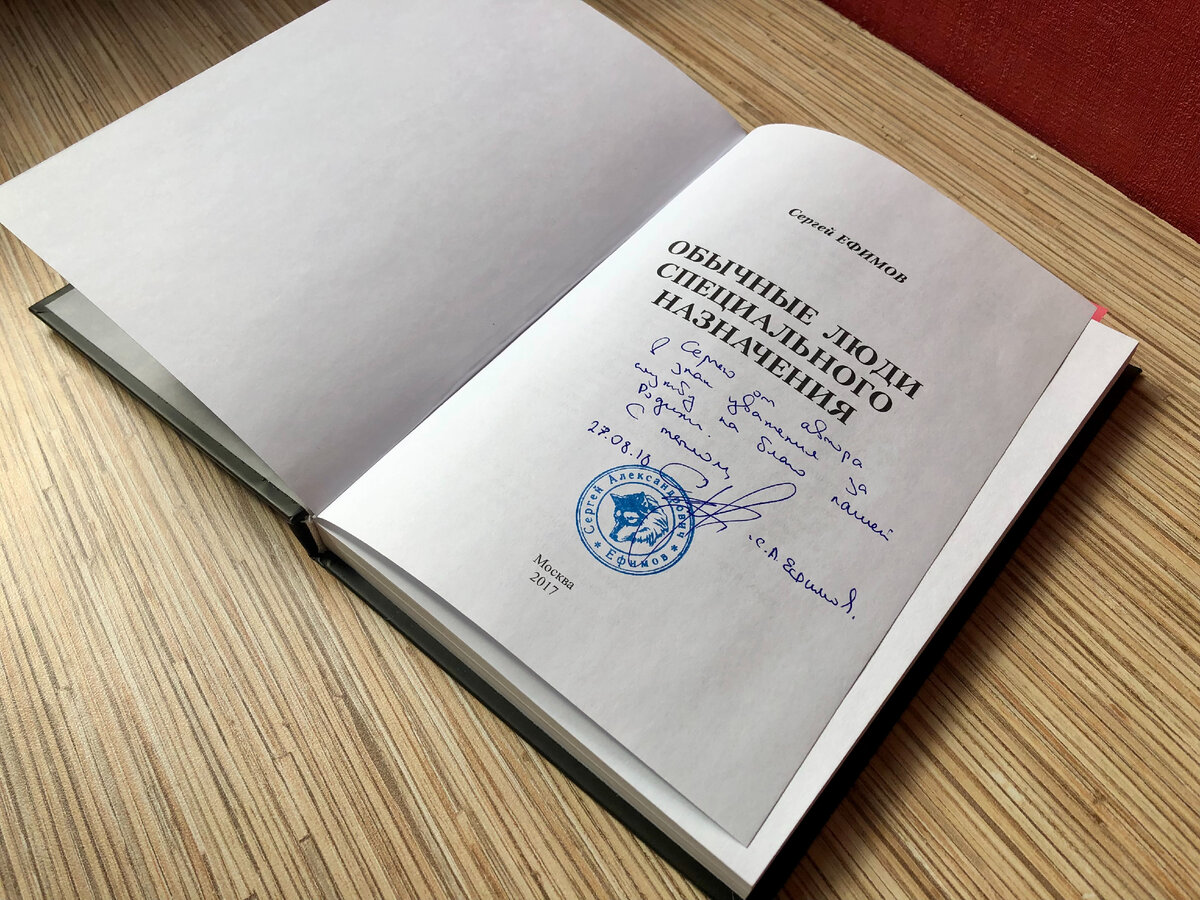 Сергей ЕФИМОВ
ОБЫЧНЫЕ ЛЮДИ
СПЕЦИАЛЬНОГО
НАЗНАЧЕНИЯ
Сергею от автора
в знак уважения за
службу на благо нашей
Родины.
С теплом,
27.08.18
С.А. Ефимов.
Сергей Александрович
* Ефимов *
Москва
2017